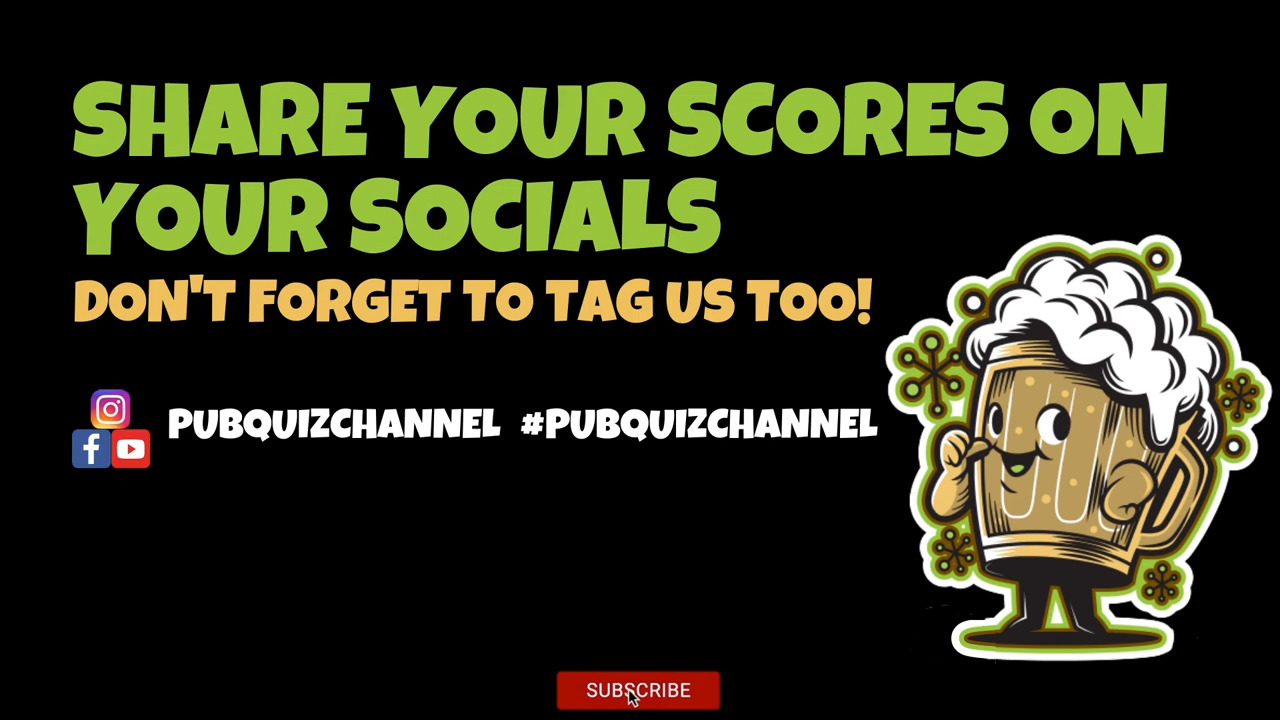 SHARE YOUR SCORES ON
YOUR SOCIALS
DON'T FORGET TO TAG US TOO!
PUBQUIZCHANNEL #PUBQUIZCHANNEL
SUBSCRIBE